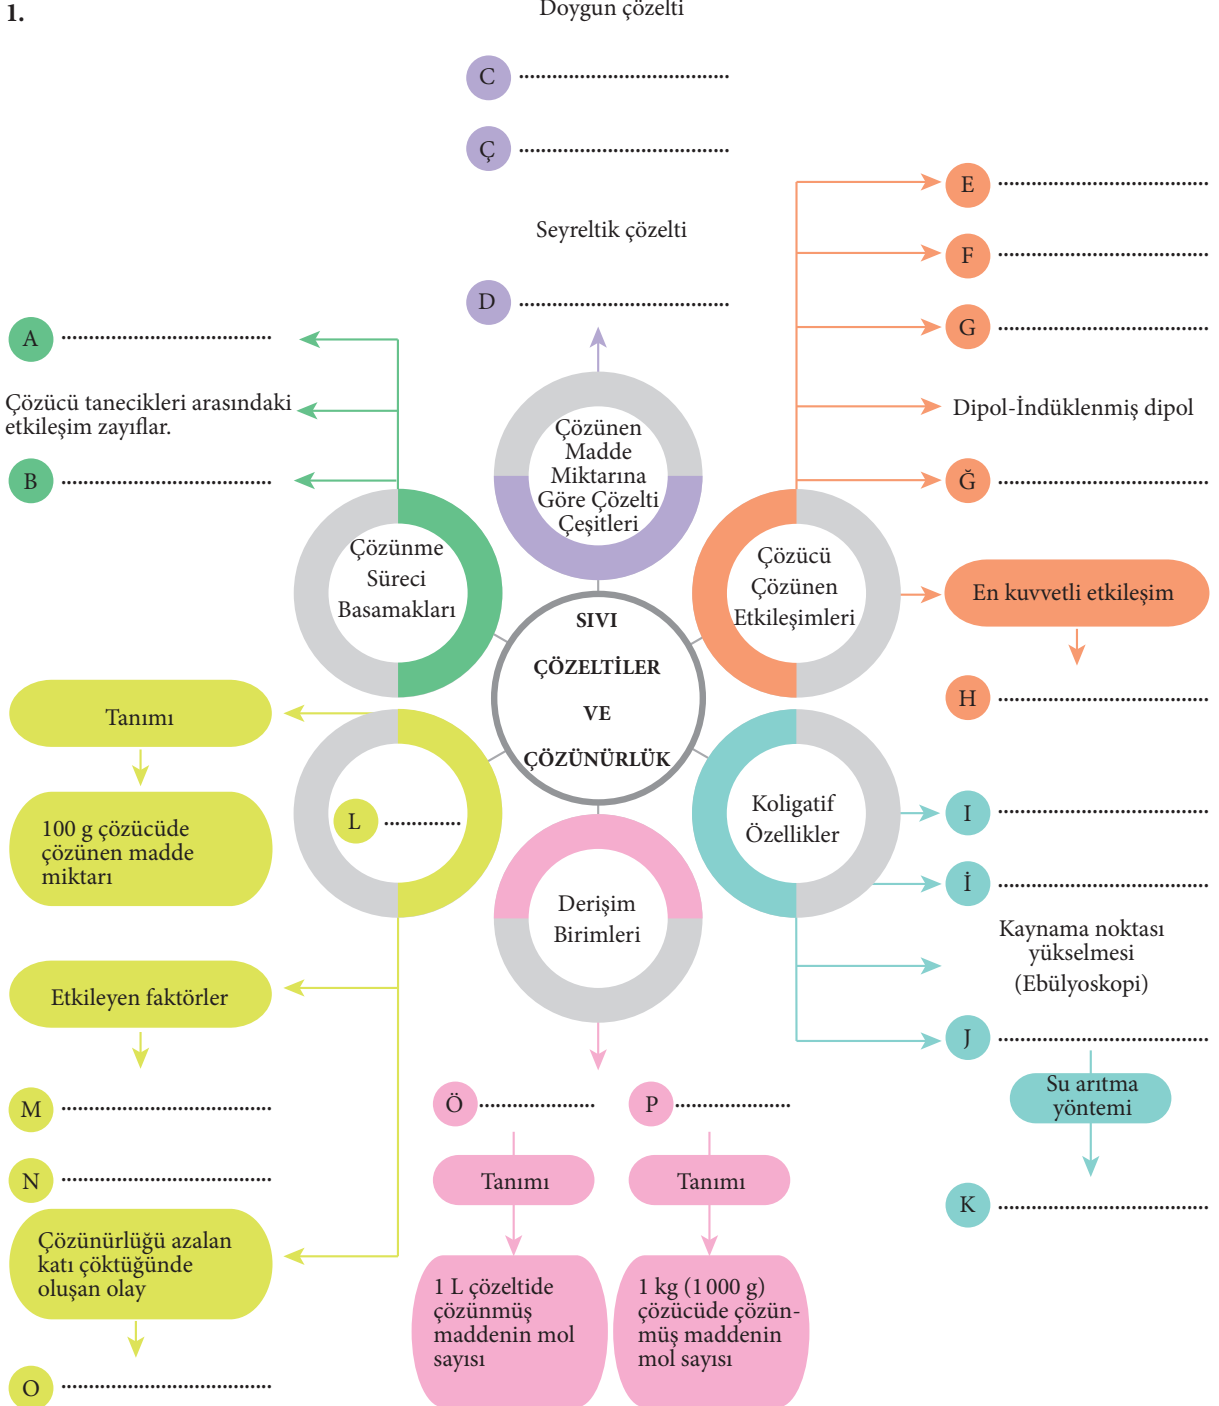 1.
Doygun çözelti
C ......................................
Ç ......................................
Seyreltik çözelti
D ......................................
A ......................................
Çözücü tanecikleri arasındaki
etkileşim zayıflar.
B ......................................
Çözünme
Süreci
Basamakları
Çözünen
Madde
Miktarına
Göre Çözelti
Çeşitleri
E ......................................
F ......................................
G ......................................
Dipol-İndüklenmiş dipol
Ğ ......................................
Çözücü
Çözünen
Etkileşimleri
En kuvvetli etkileşim
H ......................................
SIVI
ÇÖZELTİLER
VE
ÇÖZÜNÜRLÜK
Tanımı
100 g çözücüde
çözünen madde
miktarı
L ..............
Etkileyen faktörler
M ......................................
N ......................................
Çözünürlüğü azalan
katı çöktüğünde
oluşan olay
O ......................................
Derişim
Birimleri
Ö .....................
Tanımı
1 L çözeltide
çözünmüş
maddenin mol
sayısı
P .....................
Tanımı
1 kg (1000 g)
çözücüde çözün-
müş maddenin
mol sayısı
Koligatif
Özellikler
I ......................................
İ ......................................
Kaynama noktası
yükselmesi
(Ebülyoskopi)
J ......................................
Su arıtma
yöntemi
K ......................................